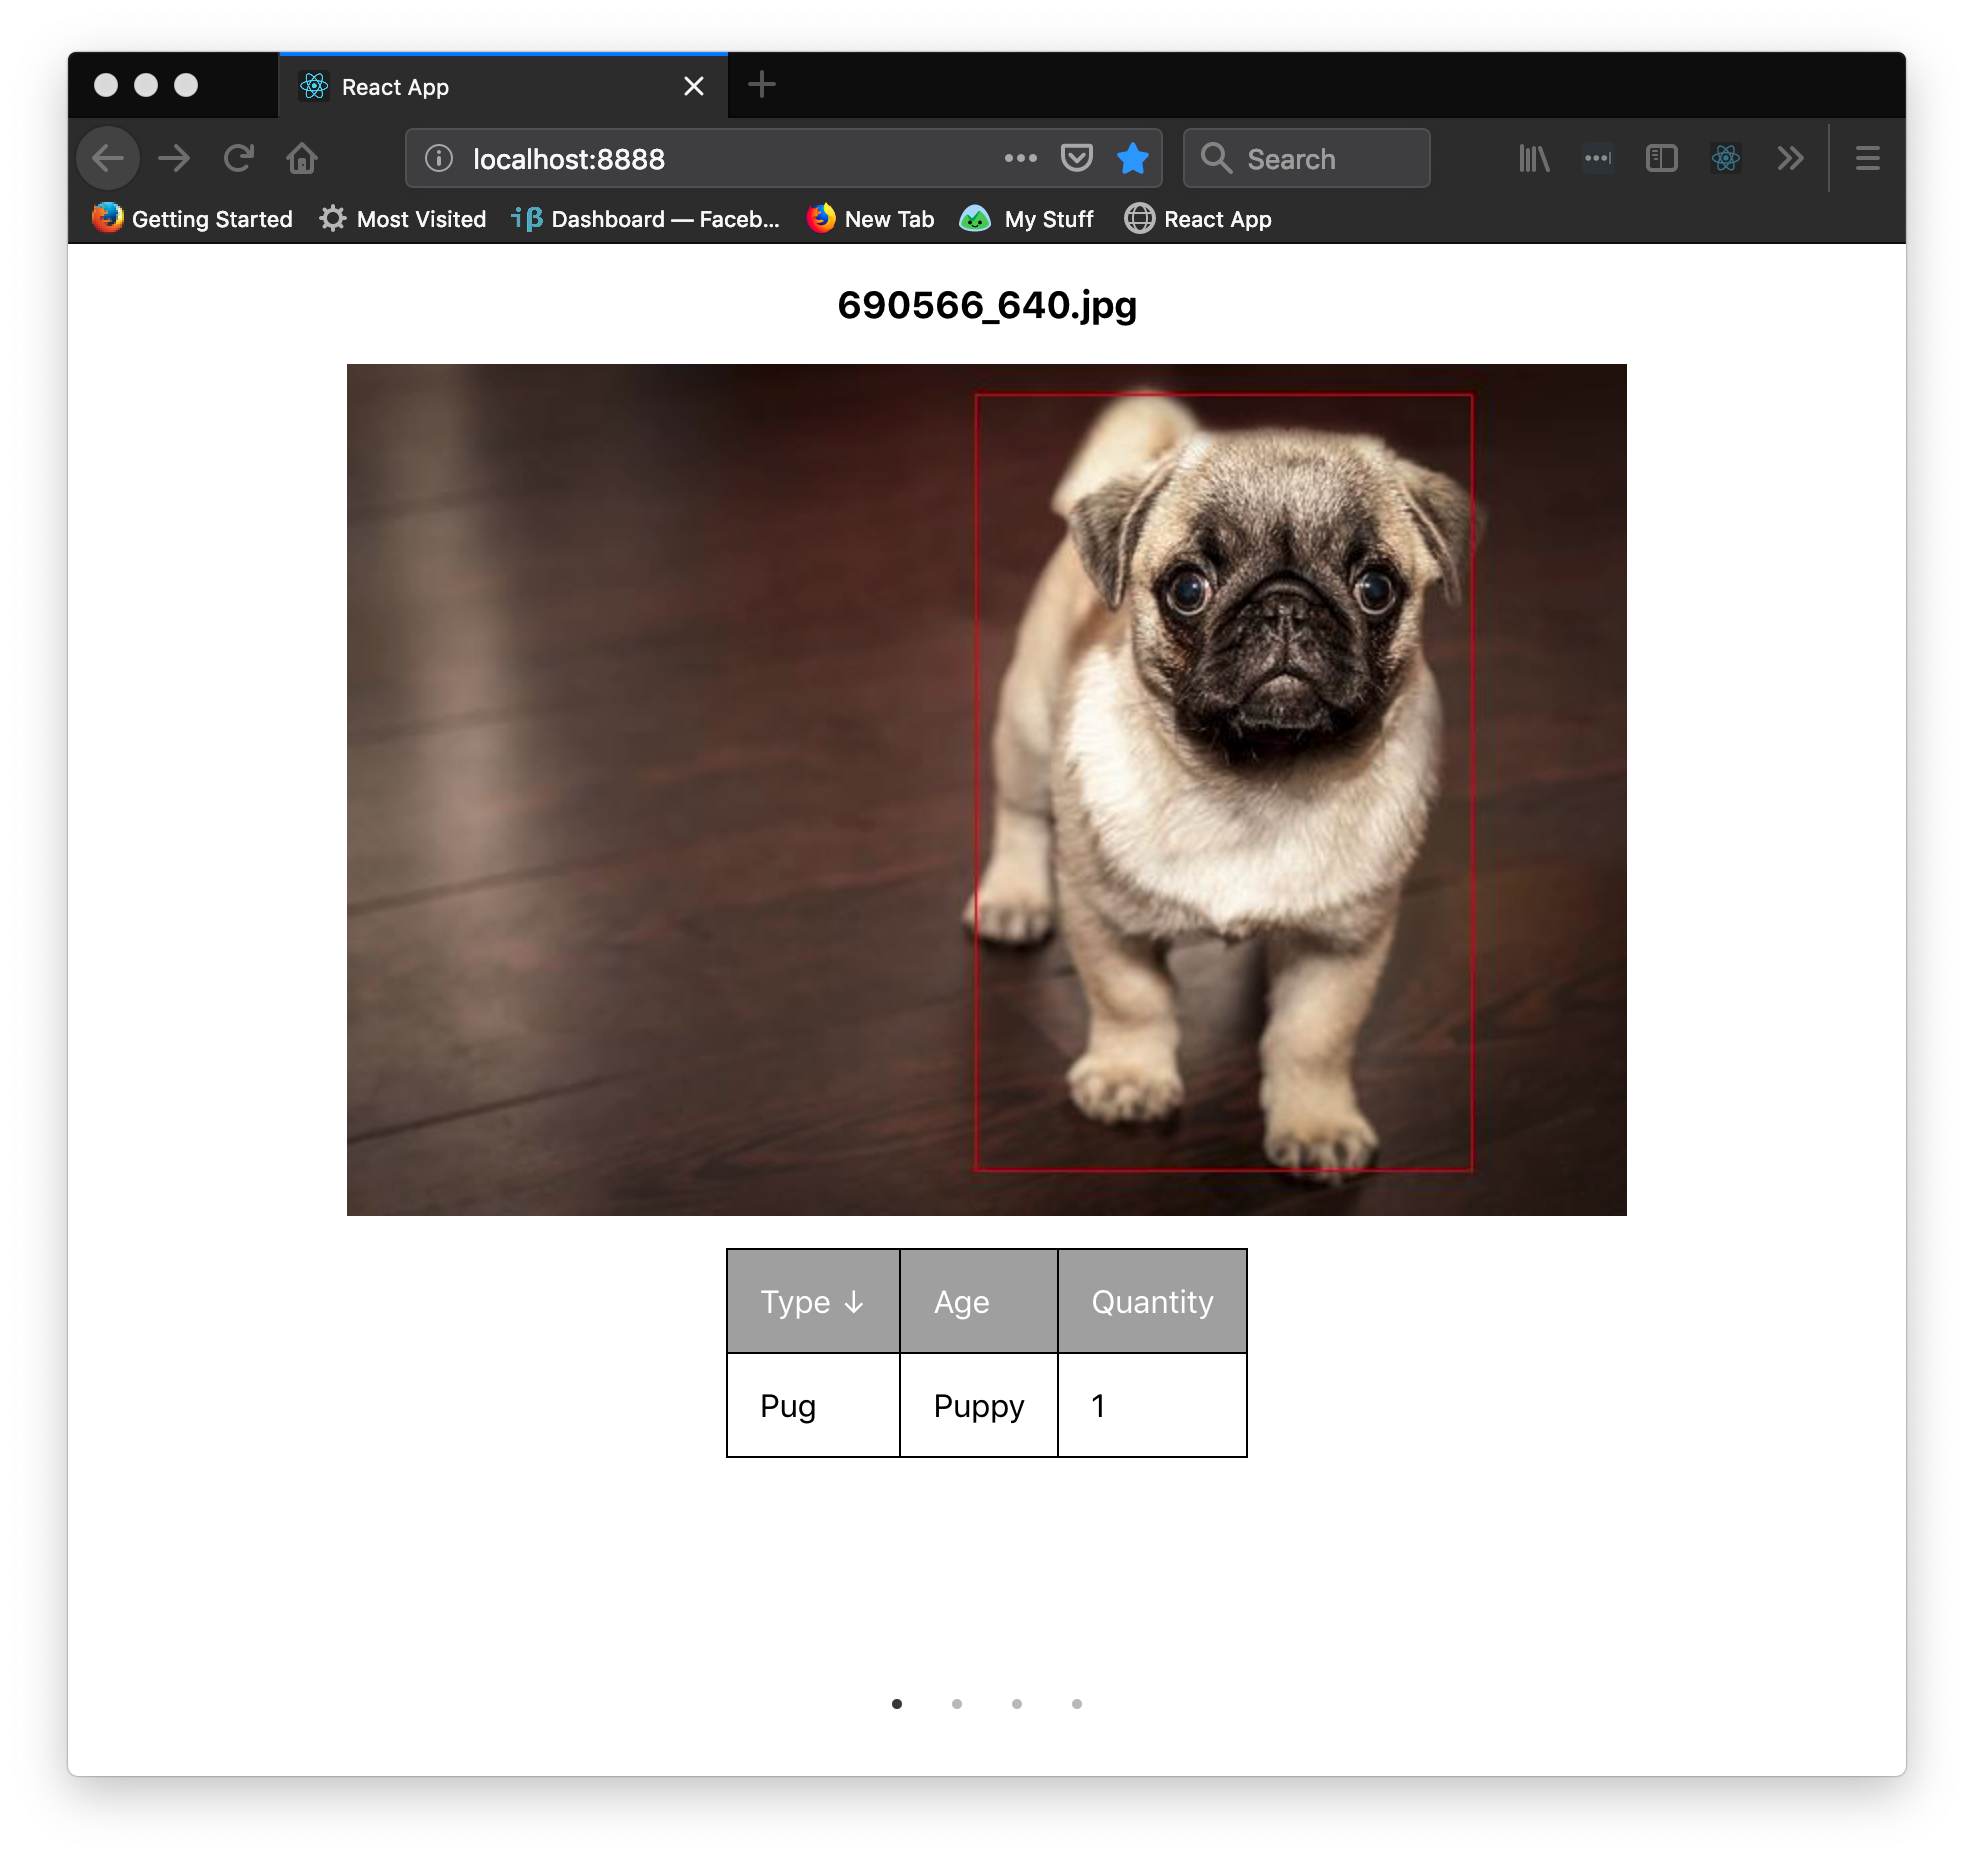 React App
localhost:8888
Search
Getting Started
Most Visited
iβ Dashboard — Faceb...
New Tab
My Stuff
React App
690566_640.jpg
Type ↓ Age Quantity
Pug Puppy 1